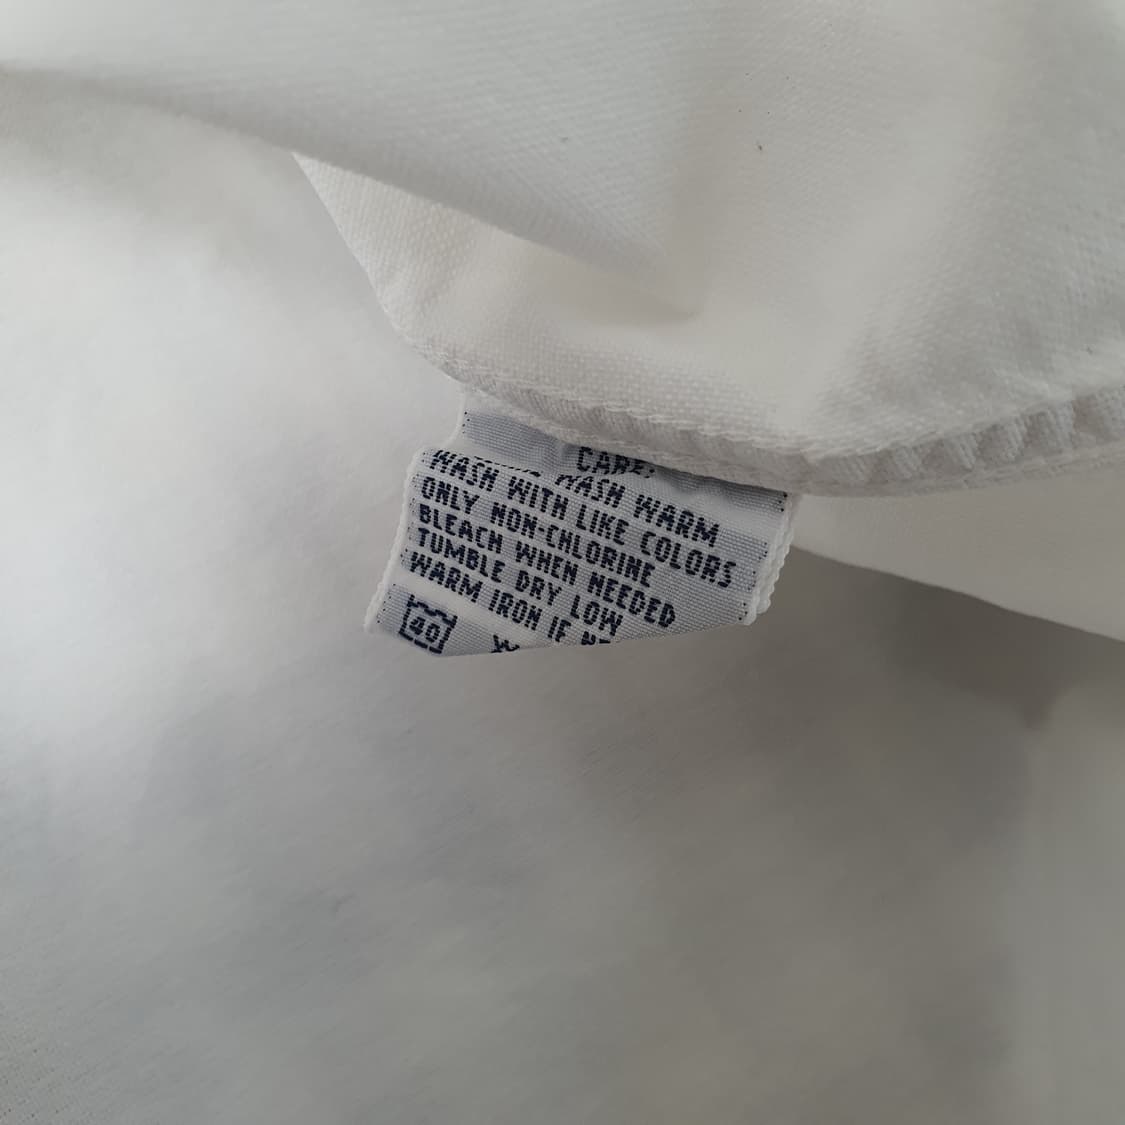 CARE:
WASH WARM
WASH WITH LIKE COLORS
ONLY NON-CHLORINE
BLEACH WHEN NEEDED
TUMBLE DRY LOW
WARM IRON IF
40